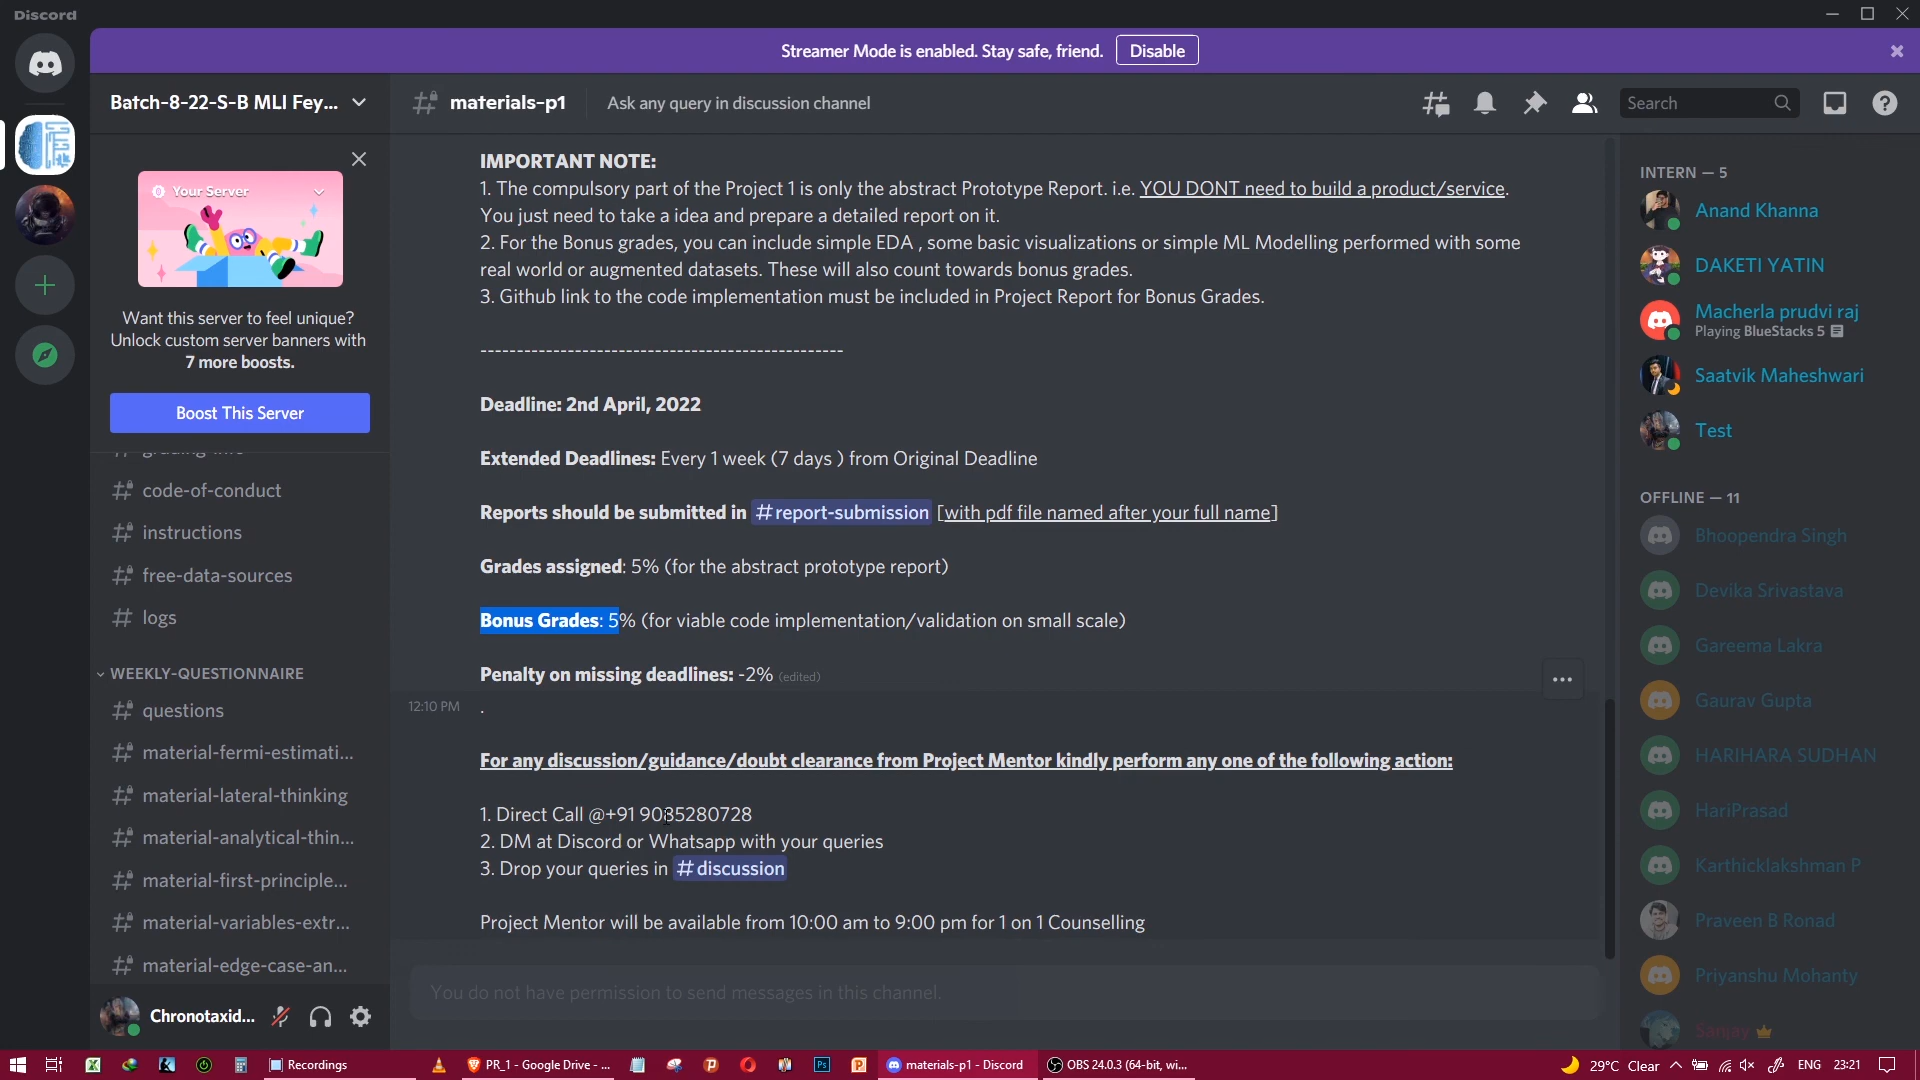 Discord
Streamer Mode is enabled. Stay safe, friend. Disable
Batch-8-22-S-B MLI Fey...
materials-p1
Ask any query in discussion channel
Search
Your Server
Want this server to feel unique?
Unlock custom server banners with
7 more boosts.
Boost This Server
grading-info
code-of-conduct
instructions
free-data-sources
logs
WEEKLY-QUESTIONNAIRE
questions
material-fermi-estimati...
material-lateral-thinking
material-analytical-thin...
material-first-principle...
material-variables-extr...
material-edge-case-an...
Chronotaxid...
IMPORTANT NOTE:
1. The compulsory part of the Project 1 is only the abstract Prototype Report. i.e. YOU DONT need to build a product/service.
You just need to take a idea and prepare a detailed report on it.
2. For the Bonus grades, you can include simple EDA , some basic visualizations or simple ML Modelling performed with some
real world or augmented datasets. These will also count towards bonus grades.
3. Github link to the code implementation must be included in Project Report for Bonus Grades.
--------------------------------------------------
Deadline: 2nd April, 2022
Extended Deadlines: Every 1 week (7 days ) from Original Deadline
Reports should be submitted in #report-submission [with pdf file named after your full name]
Grades assigned: 5% (for the abstract prototype report)
Bonus Grades: 5% (for viable code implementation/validation on small scale)
Penalty on missing deadlines: -2% (edited)
12:10 PM .
For any discussion/guidance/doubt clearance from Project Mentor kindly perform any one of the following action:
1. Direct Call @+91 9035280728
2. DM at Discord or Whatsapp with your queries
3. Drop your queries in #discussion
Project Mentor will be available from 10:00 am to 9:00 pm for 1 on 1 Counselling
You do not have permission to send messages in this channel.
INTERN — 5
Anand Khanna
DAKETI YATIN
Macherla prudvi raj
Playing BlueStacks 5
Saatvik Maheshwari
Test
OFFLINE — 11
Bhoopendra Singh
Devika Srivastava
Gareema Lakra
Gaurav Gupta
HARIHARA SUDHAN
HariPrasad
Karthicklakshman P
Praveen B Ronad
Priyanshu Mohanty
Sanjay
Recordings
PR_1 - Google Drive - ...
materials-p1 - Discord
OBS 24.0.3 (64-bit, wi...
29°C Clear
ENG
23:21